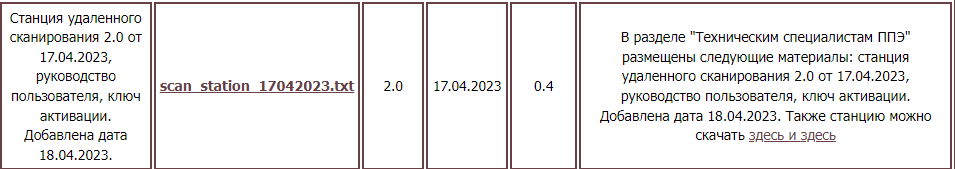 Станция удаленного
сканирования 2.0 от
17.04.2023,
руководство
пользователя, ключ
активации.
Добавлена дата
18.04.2023.
scan_station_17042023.txt
2.0
17.04.2023
0.4
В разделе "Техническим специалистам ППЭ"
размещены следующие материалы: станция
удаленного сканирования 2.0 от 17.04.2023,
руководство пользователя, ключ активации.
Добавлена дата 18.04.2023. Также станцию можно
скачать здесь и здесь